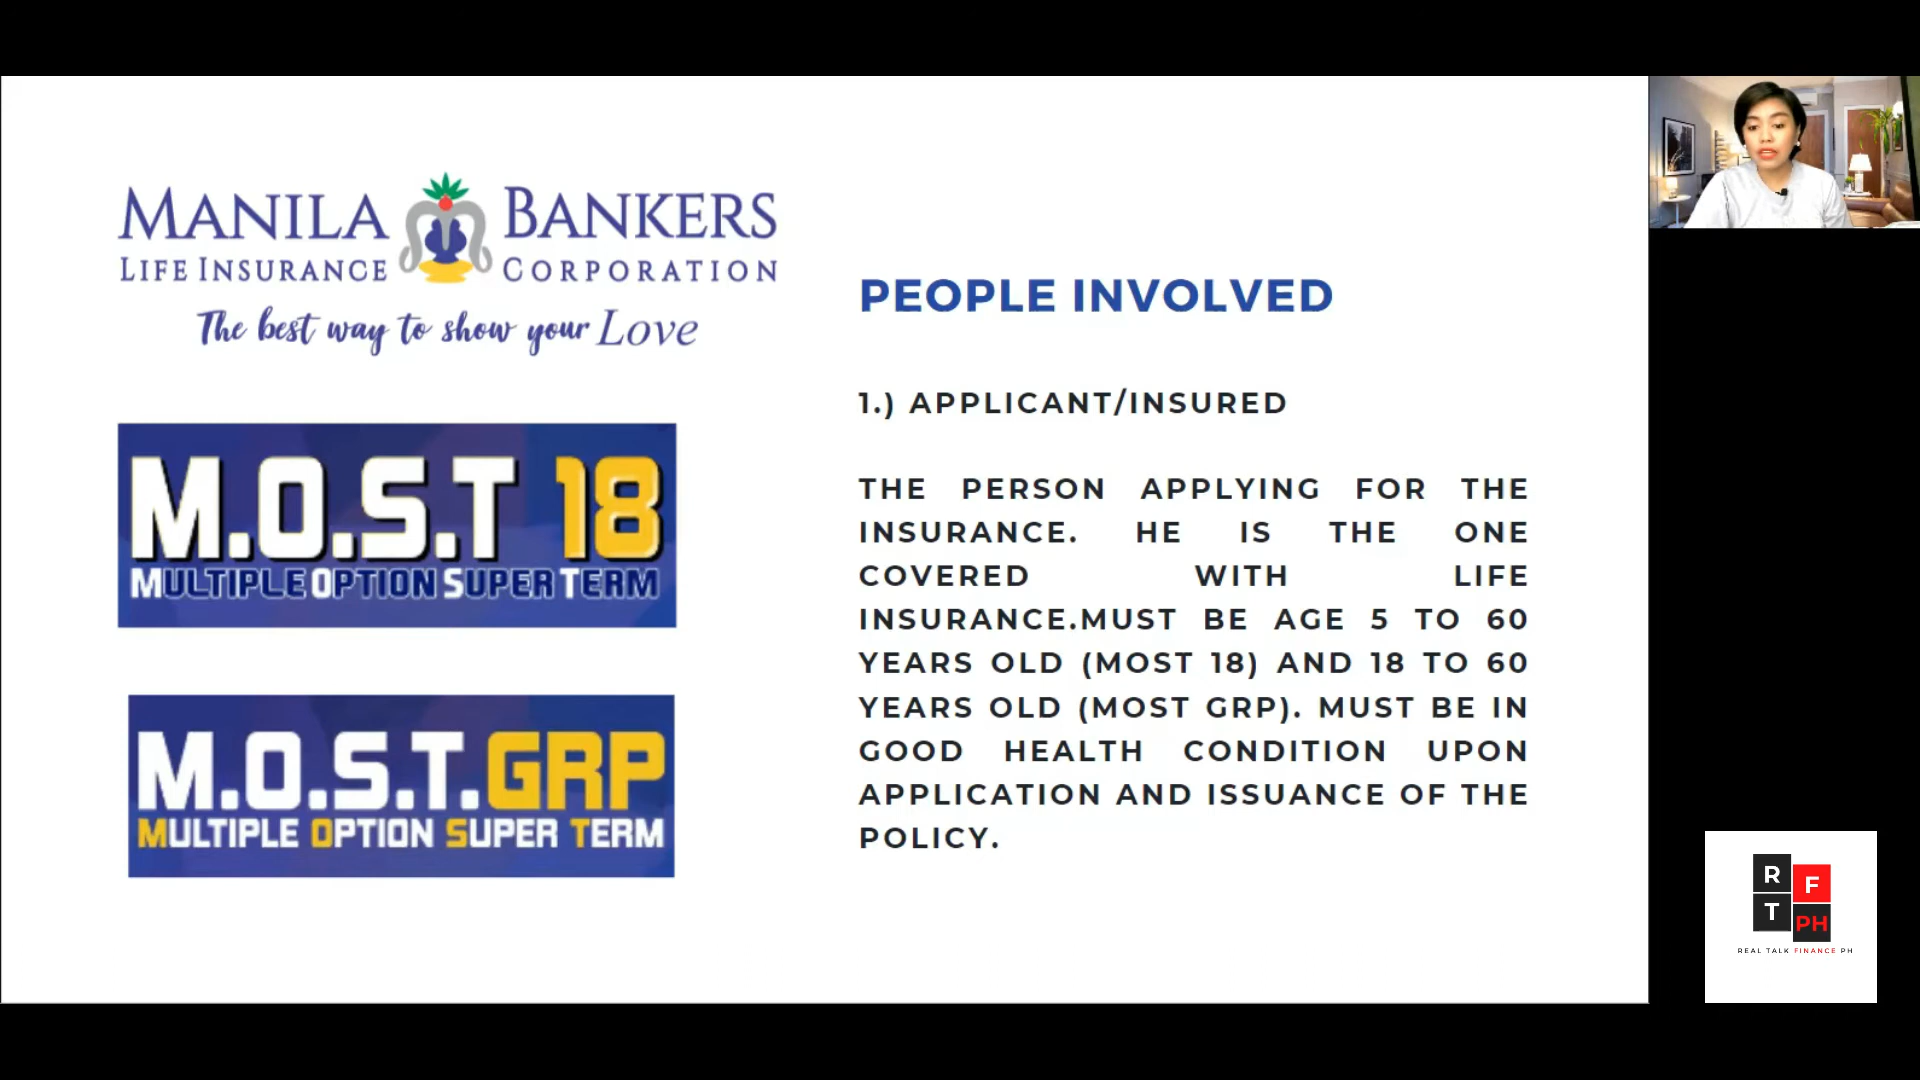 MANILA BANKERS
LIFE INSURANCE CORPORATION
The best way to show your Love
M.O.S.T 18
MULTIPLE OPTION SUPER TERM
M.O.S.T.GRP
MULTIPLE OPTION SUPER TERM
PEOPLE INVOLVED
1.) APPLICANT/INSURED
THE PERSON APPLYING FOR THE
INSURANCE. HE IS THE ONE
COVERED WITH LIFE
INSURANCE.MUST BE AGE 5 TO 60
YEARS OLD (MOST 18) AND 18 TO 60
YEARS OLD (MOST GRP). MUST BE IN
GOOD HEALTH CONDITION UPON
APPLICATION AND ISSUANCE OF THE
POLICY.
R F
T PH
REAL TALK FINANCE PH